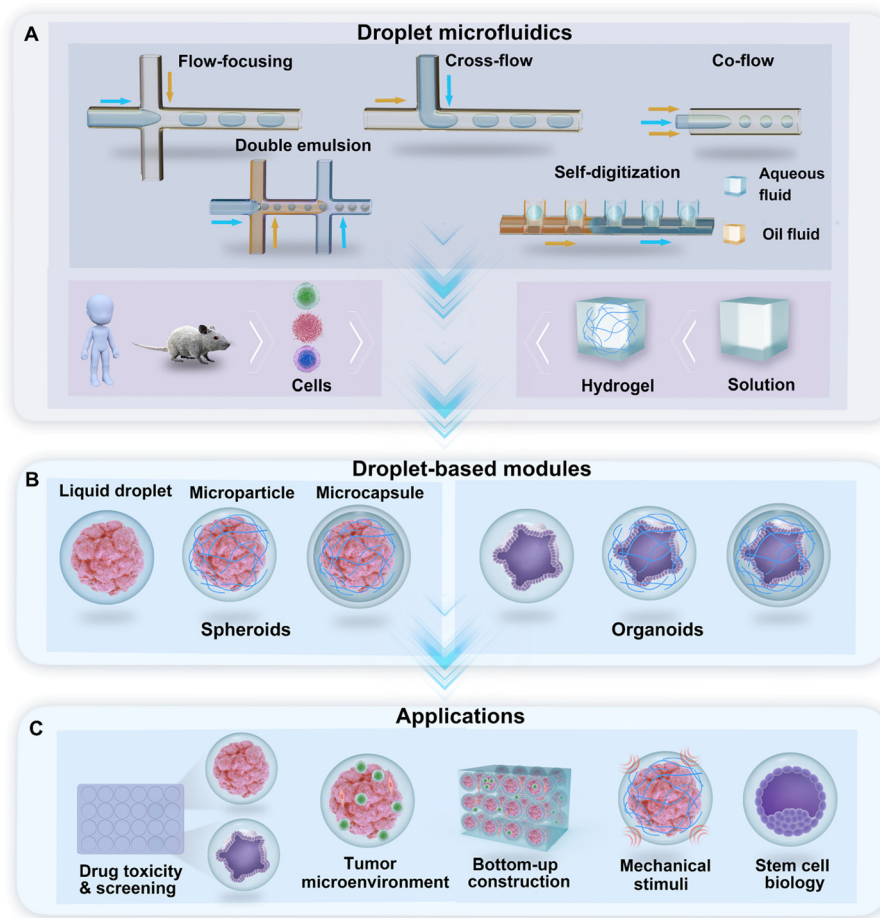 A
Droplet microfluidics
Flow-focusing
Cross-flow
Co-flow
Double emulsion
Self-digitization
Aqueous
fluid
Oil fluid
Cells
Hydrogel
Solution
B
Droplet-based modules
Liquid droplet
Microparticle
Microcapsule
Spheroids
Organoids
C
Applications
Drug toxicity
& screening
Tumor
microenvironment
Bottom-up
construction
Mechanical
stimuli
Stem cell
biology